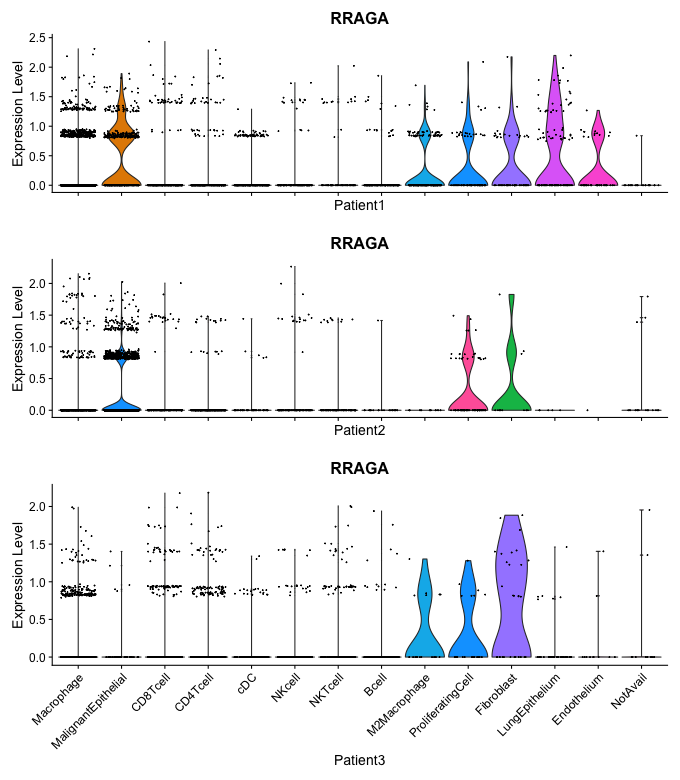 RRAGA
Expression Level
2.5
2.0
1.5
1.0
0.5
0.0
Patient1
RRAGA
Expression Level
2.0
1.5
1.0
0.5
0.0
Patient2
RRAGA
Expression Level
2.0
1.5
1.0
0.5
0.0
Macrophage
MalignantEpithelial
CD8Tcell
CD4Tcell
cDC
NKcell
NKTcell
Bcell
M2Macrophage
ProliferatingCell
Fibroblast
LungEpithelium
Endothelium
NotAvail
Patient3